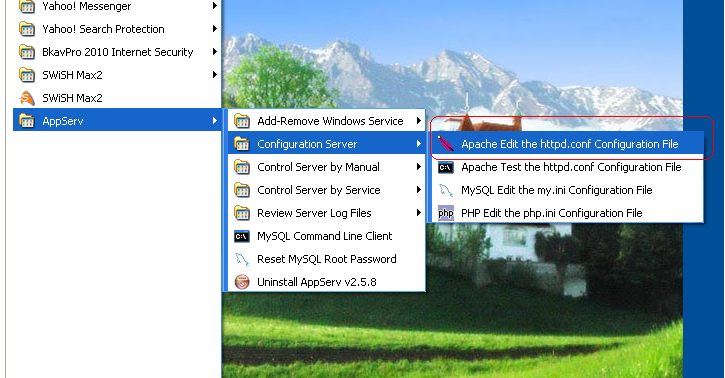 Yahoo! Messenger
Yahoo! Search Protection
BkavPro 2010 Internet Security
SWiSH Max2
SWiSH Max2
AppServ
Add-Remove Windows Service
Configuration Server
Control Server by Manual
Control Server by Service
Review Server Log Files
MySQL Command Line Client
Reset MySQL Root Password
Uninstall AppServ v2.5.8
Apache Edit the httpd.conf Configuration File
Apache Test the httpd.conf Configuration File
MySQL Edit the my.ini Configuration File
php PHP Edit the php.ini Configuration File